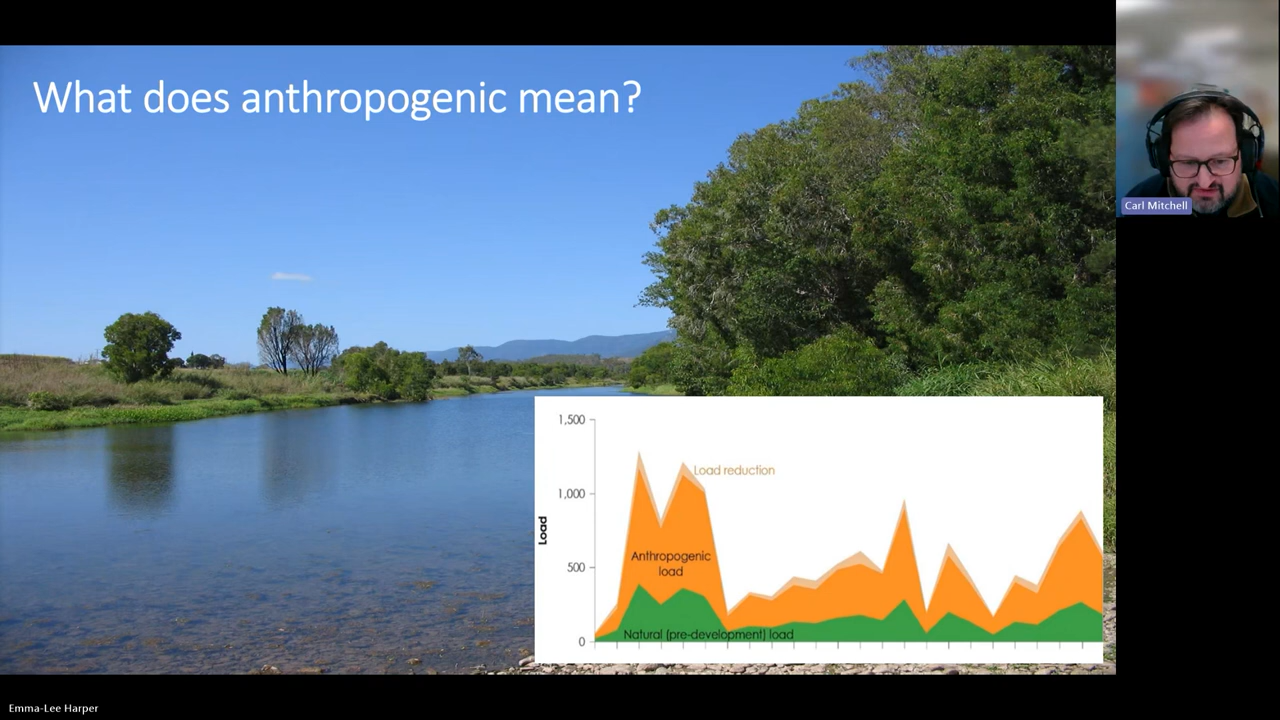 What does anthropogenic mean?
Carl Mitchell
1,500
Load reduction
1,000
Load
Anthropogenic
load
500
Natural (pre-development) load
0
Emma-Lee Harper